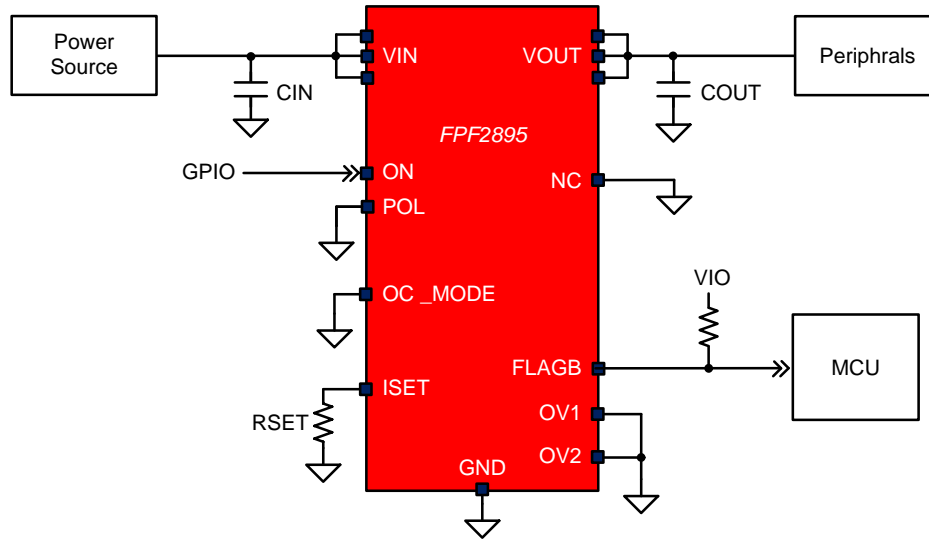 Power
Source
VIN
VOUT
Periphrals
CIN
COUT
FPF2895
GPIO
ON
NC
POL
VIO
OC _MODE
FLAGB
MCU
ISET
OV1
RSET
OV2
GND